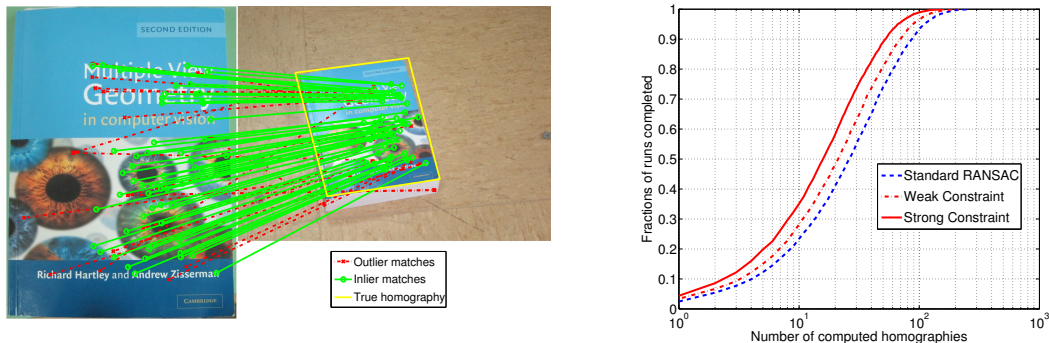 SECOND EDITION
Multiple View
Geometry
in computer vision
Richard Hartley and Andrew Zisserman
CAMBRIDGE
Outlier matches
Inlier matches
True homography
Fractions of runs completed
1
0.9
0.8
0.7
0.6
0.5
0.4
0.3
0.2
0.1
0
10^0
10^1
10^2
10^3
Number of computed homographies
Standard RANSAC
Weak Constraint
Strong Constraint